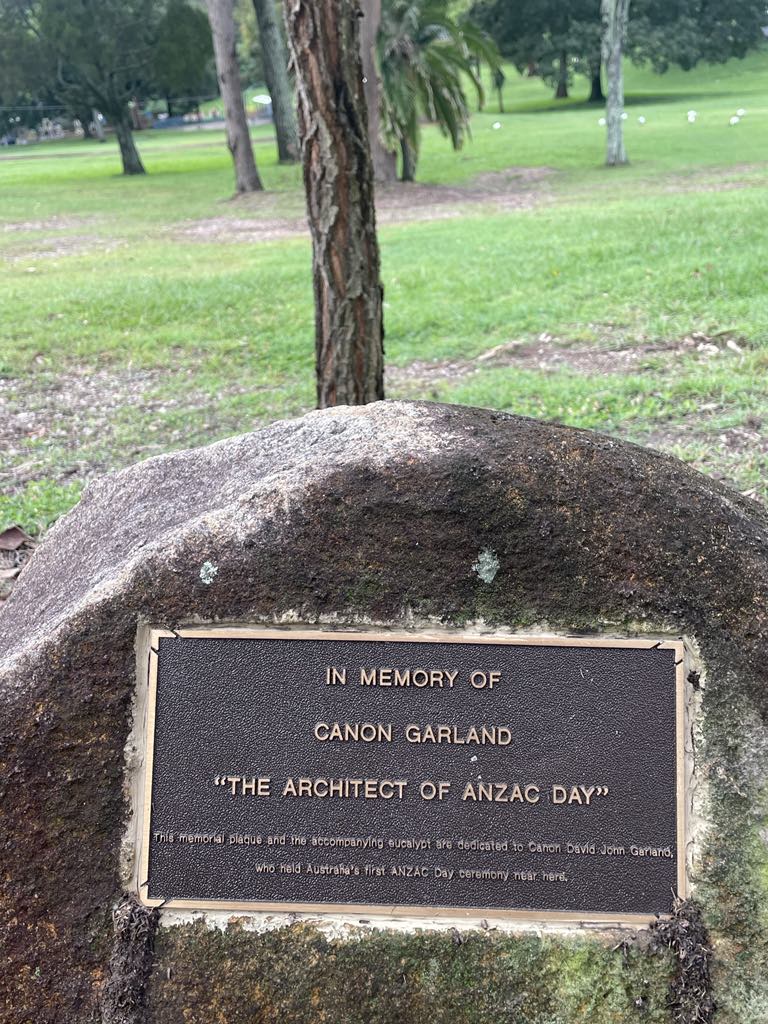 IN MEMORY OF
CANON GARLAND
“THE ARCHITECT OF ANZAC DAY”
This memorial plaque and the accompanying eucalypt are dedicated to Canon David John Garland,
who held Australia's first ANZAC Day ceremony near here.